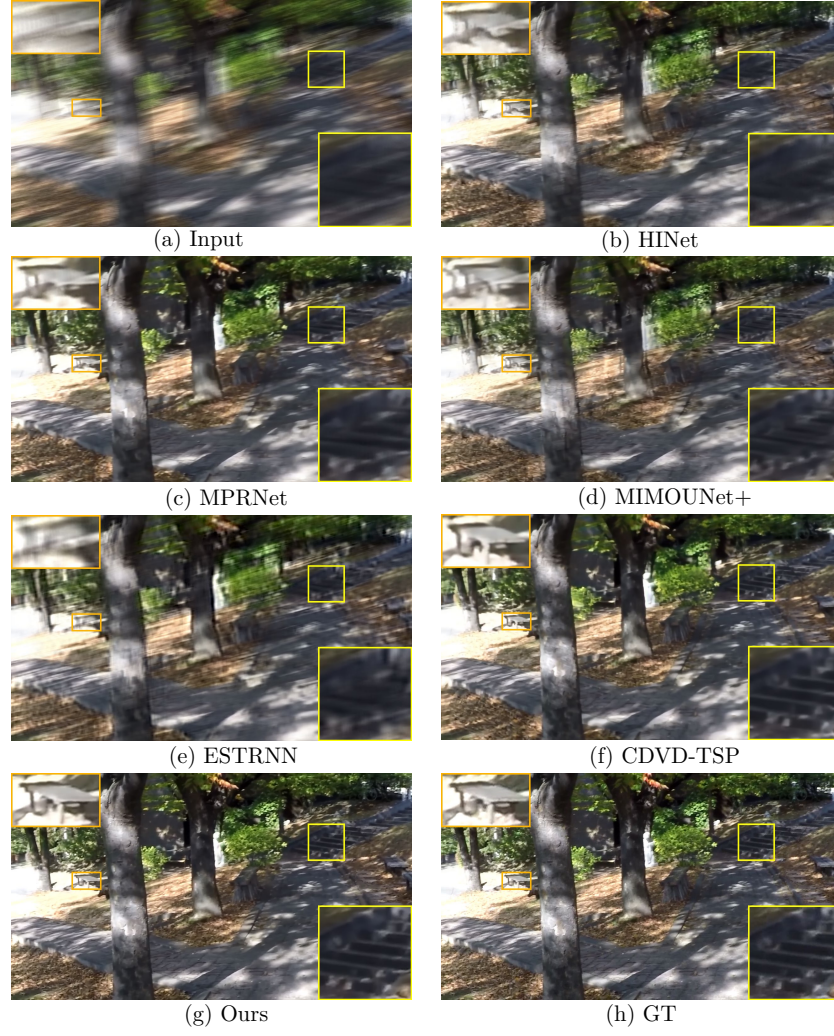 (a) Input
(b) HINet
(c) MPRNet
(d) MIMOUNet+
(e) ESTRNN
(f) CDVD-TSP
(g) Ours
(h) GT